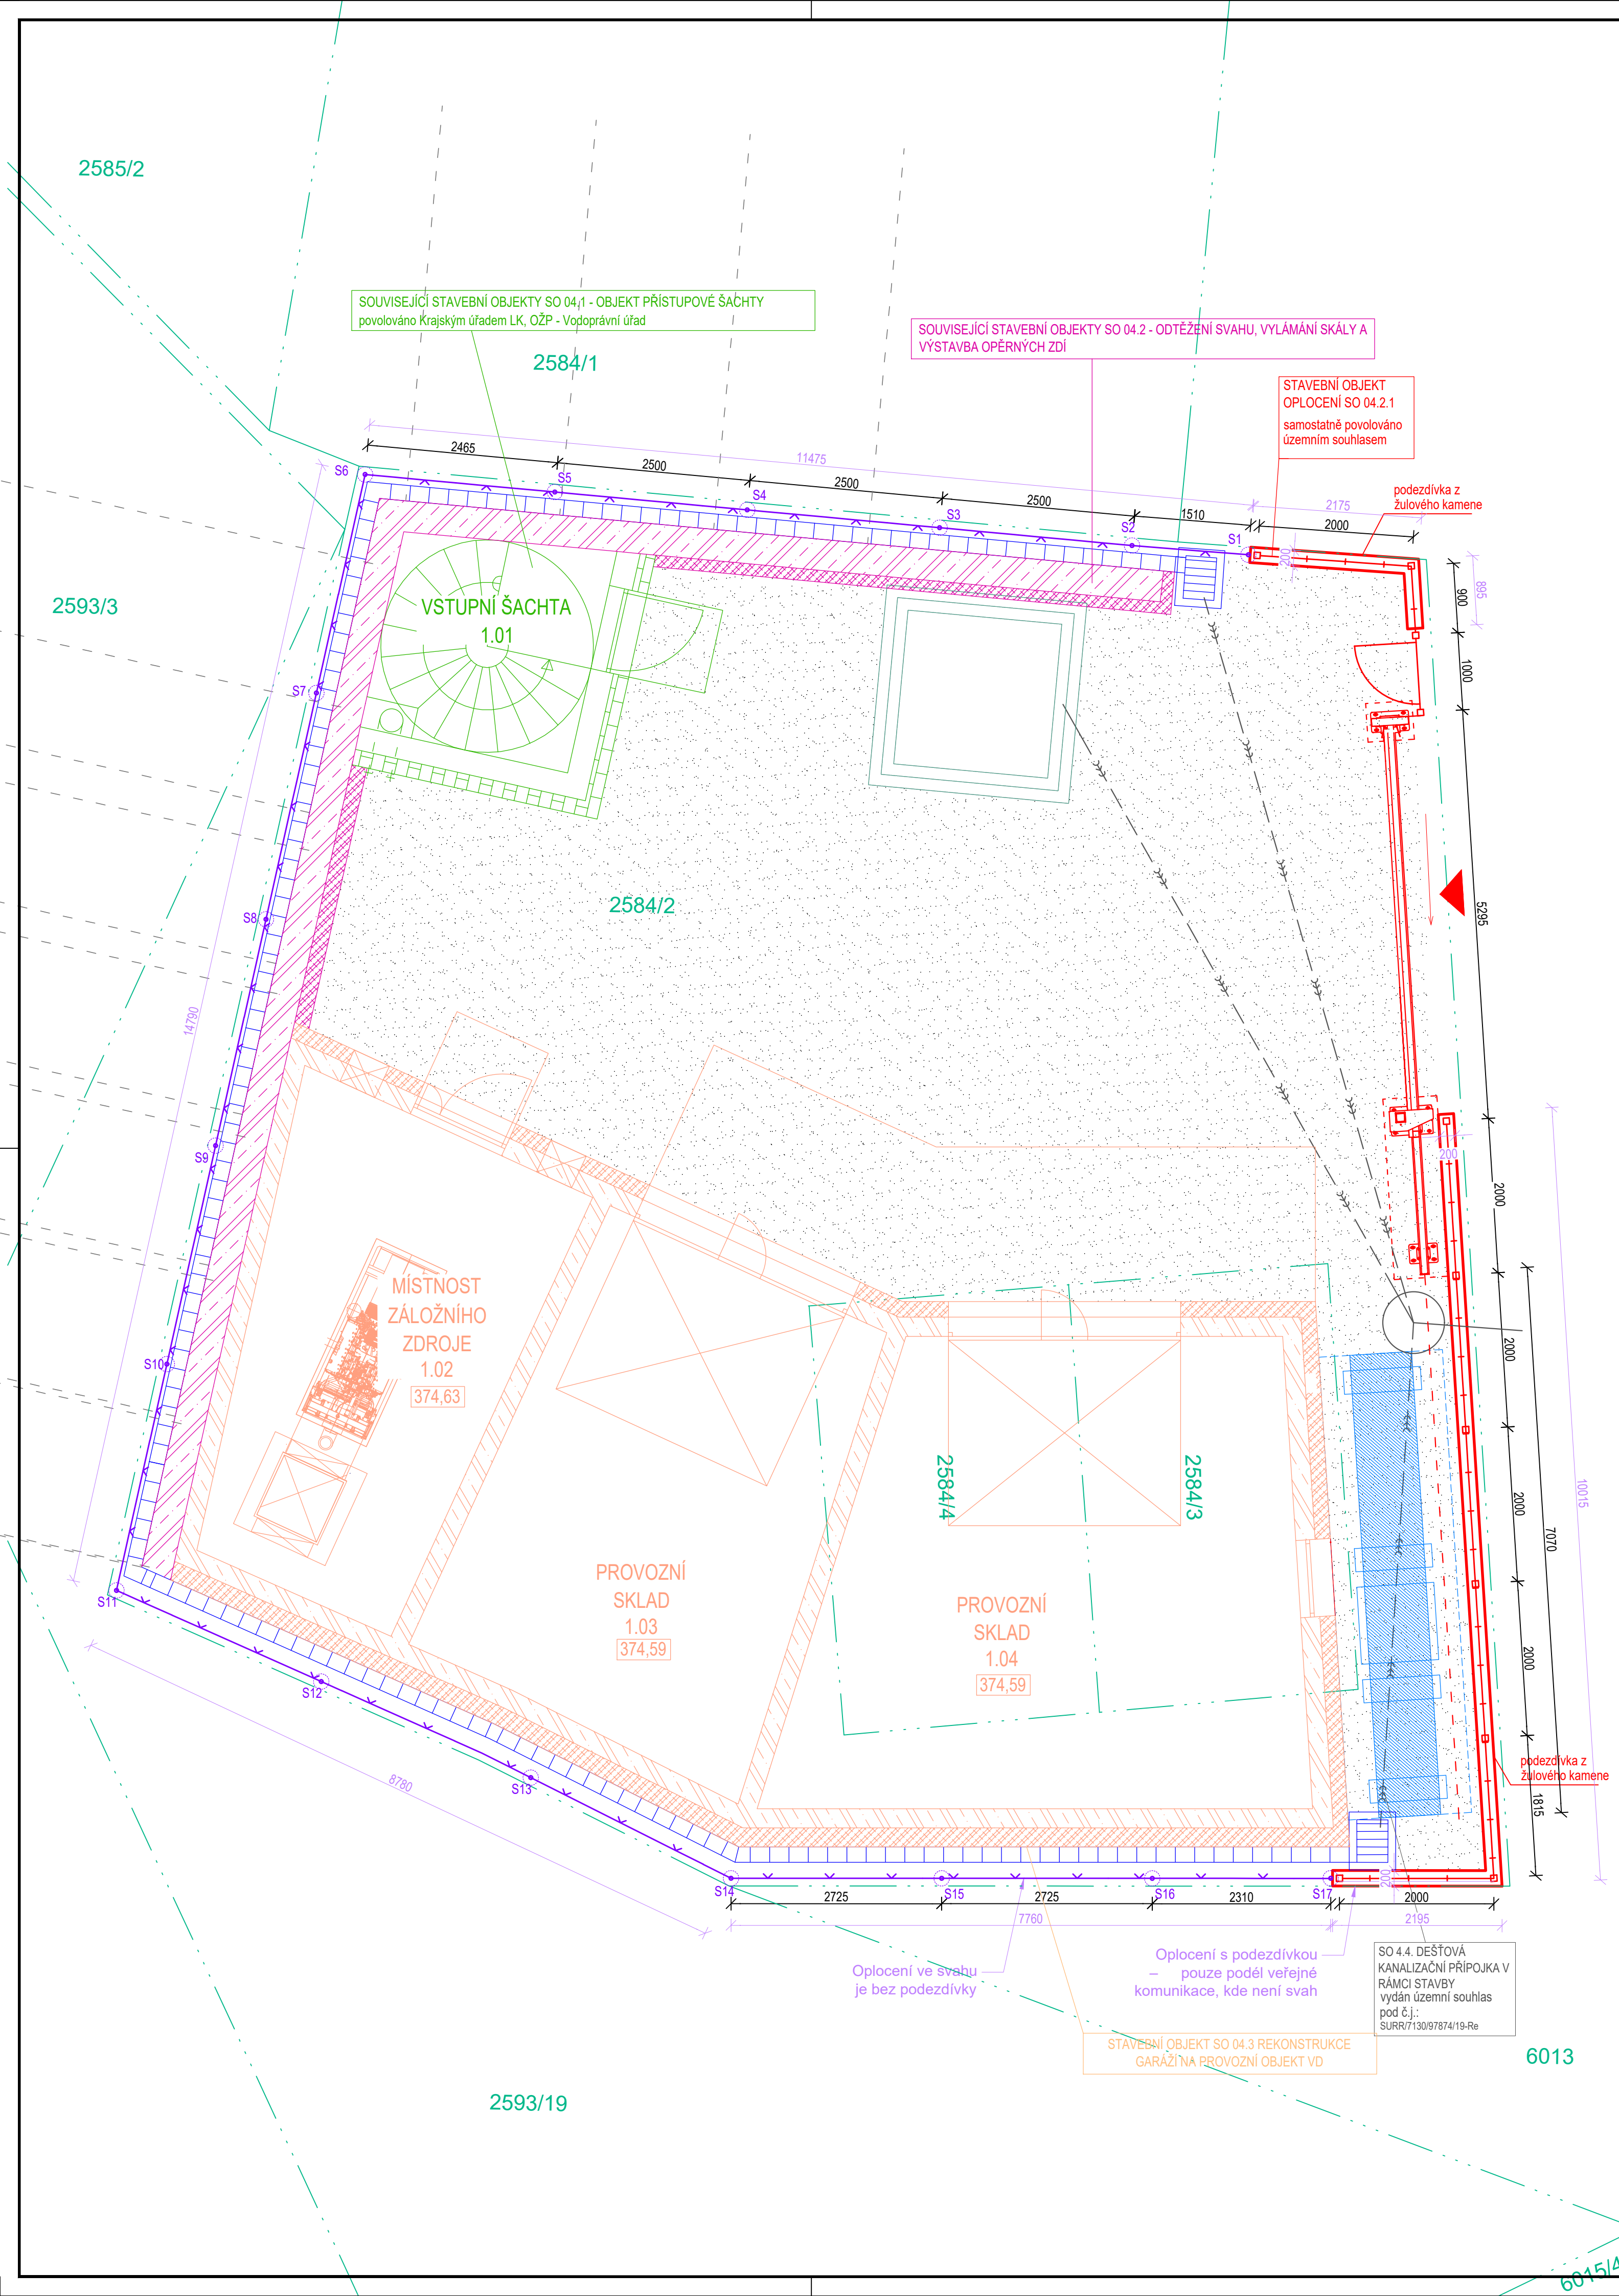 2585/2
SOUVISEJÍCÍ STAVEBNÍ OBJEKTY SO 04.1 - OBJEKT PŘÍSTUPOVÉ ŠACHTY
povolováno Krajským úřadem LK, OŽP - Vodoprávní úřad
SOUVISEJÍCÍ STAVEBNÍ OBJEKTY SO 04.2 - ODTĚŽENÍ SVAHU, VYLÁMÁNÍ SKÁLY A
VÝSTAVBA OPĚRNÝCH ZDÍ
2584/1
STAVEBNÍ OBJEKT
OPLOCENÍ SO 04.2.1
samostatně povolováno
územním souhlasem
2465
2500
11475
2500
2500
1510
2175
2000
podezdívka z
žulového kamene
S6
S5
S4
S3
S2
S1
200
895
900
1000
2593/3
VSTUPNÍ ŠACHTA
1.01
S7
2584/2
S8
5295
14790
S9
200
2000
MÍSTNOST
ZÁLOŽNÍHO
ZDROJE
1.02
374,63
S10
2000
2584/4
2584/3
2000
10015
7070
PROVOZNÍ
SKLAD
1.03
374,59
PROVOZNÍ
SKLAD
1.04
374,59
S11
2000
S12
8780
S13
podezdívka z
žulového kamene
1815
S14
S15
S16
S17
200
2725
2725
2310
2000
7760
2195
Oplocení ve svahu
je bez podezdívky
Oplocení s podezdívkou
– pouze podél veřejné
komunikace, kde není svah
SO 4.4. DEŠŤOVÁ
KANALIZAČNÍ PŘÍPOJKA V
RÁMCI STAVBY
vydán územní souhlas
pod č.j.:
SURR/7130/97874/19-Re
STAVEBNÍ OBJEKT SO 04.3 REKONSTRUKCE
GARÁŽÍ NA PROVOZNÍ OBJEKT VD
6013
2593/19
6015/4